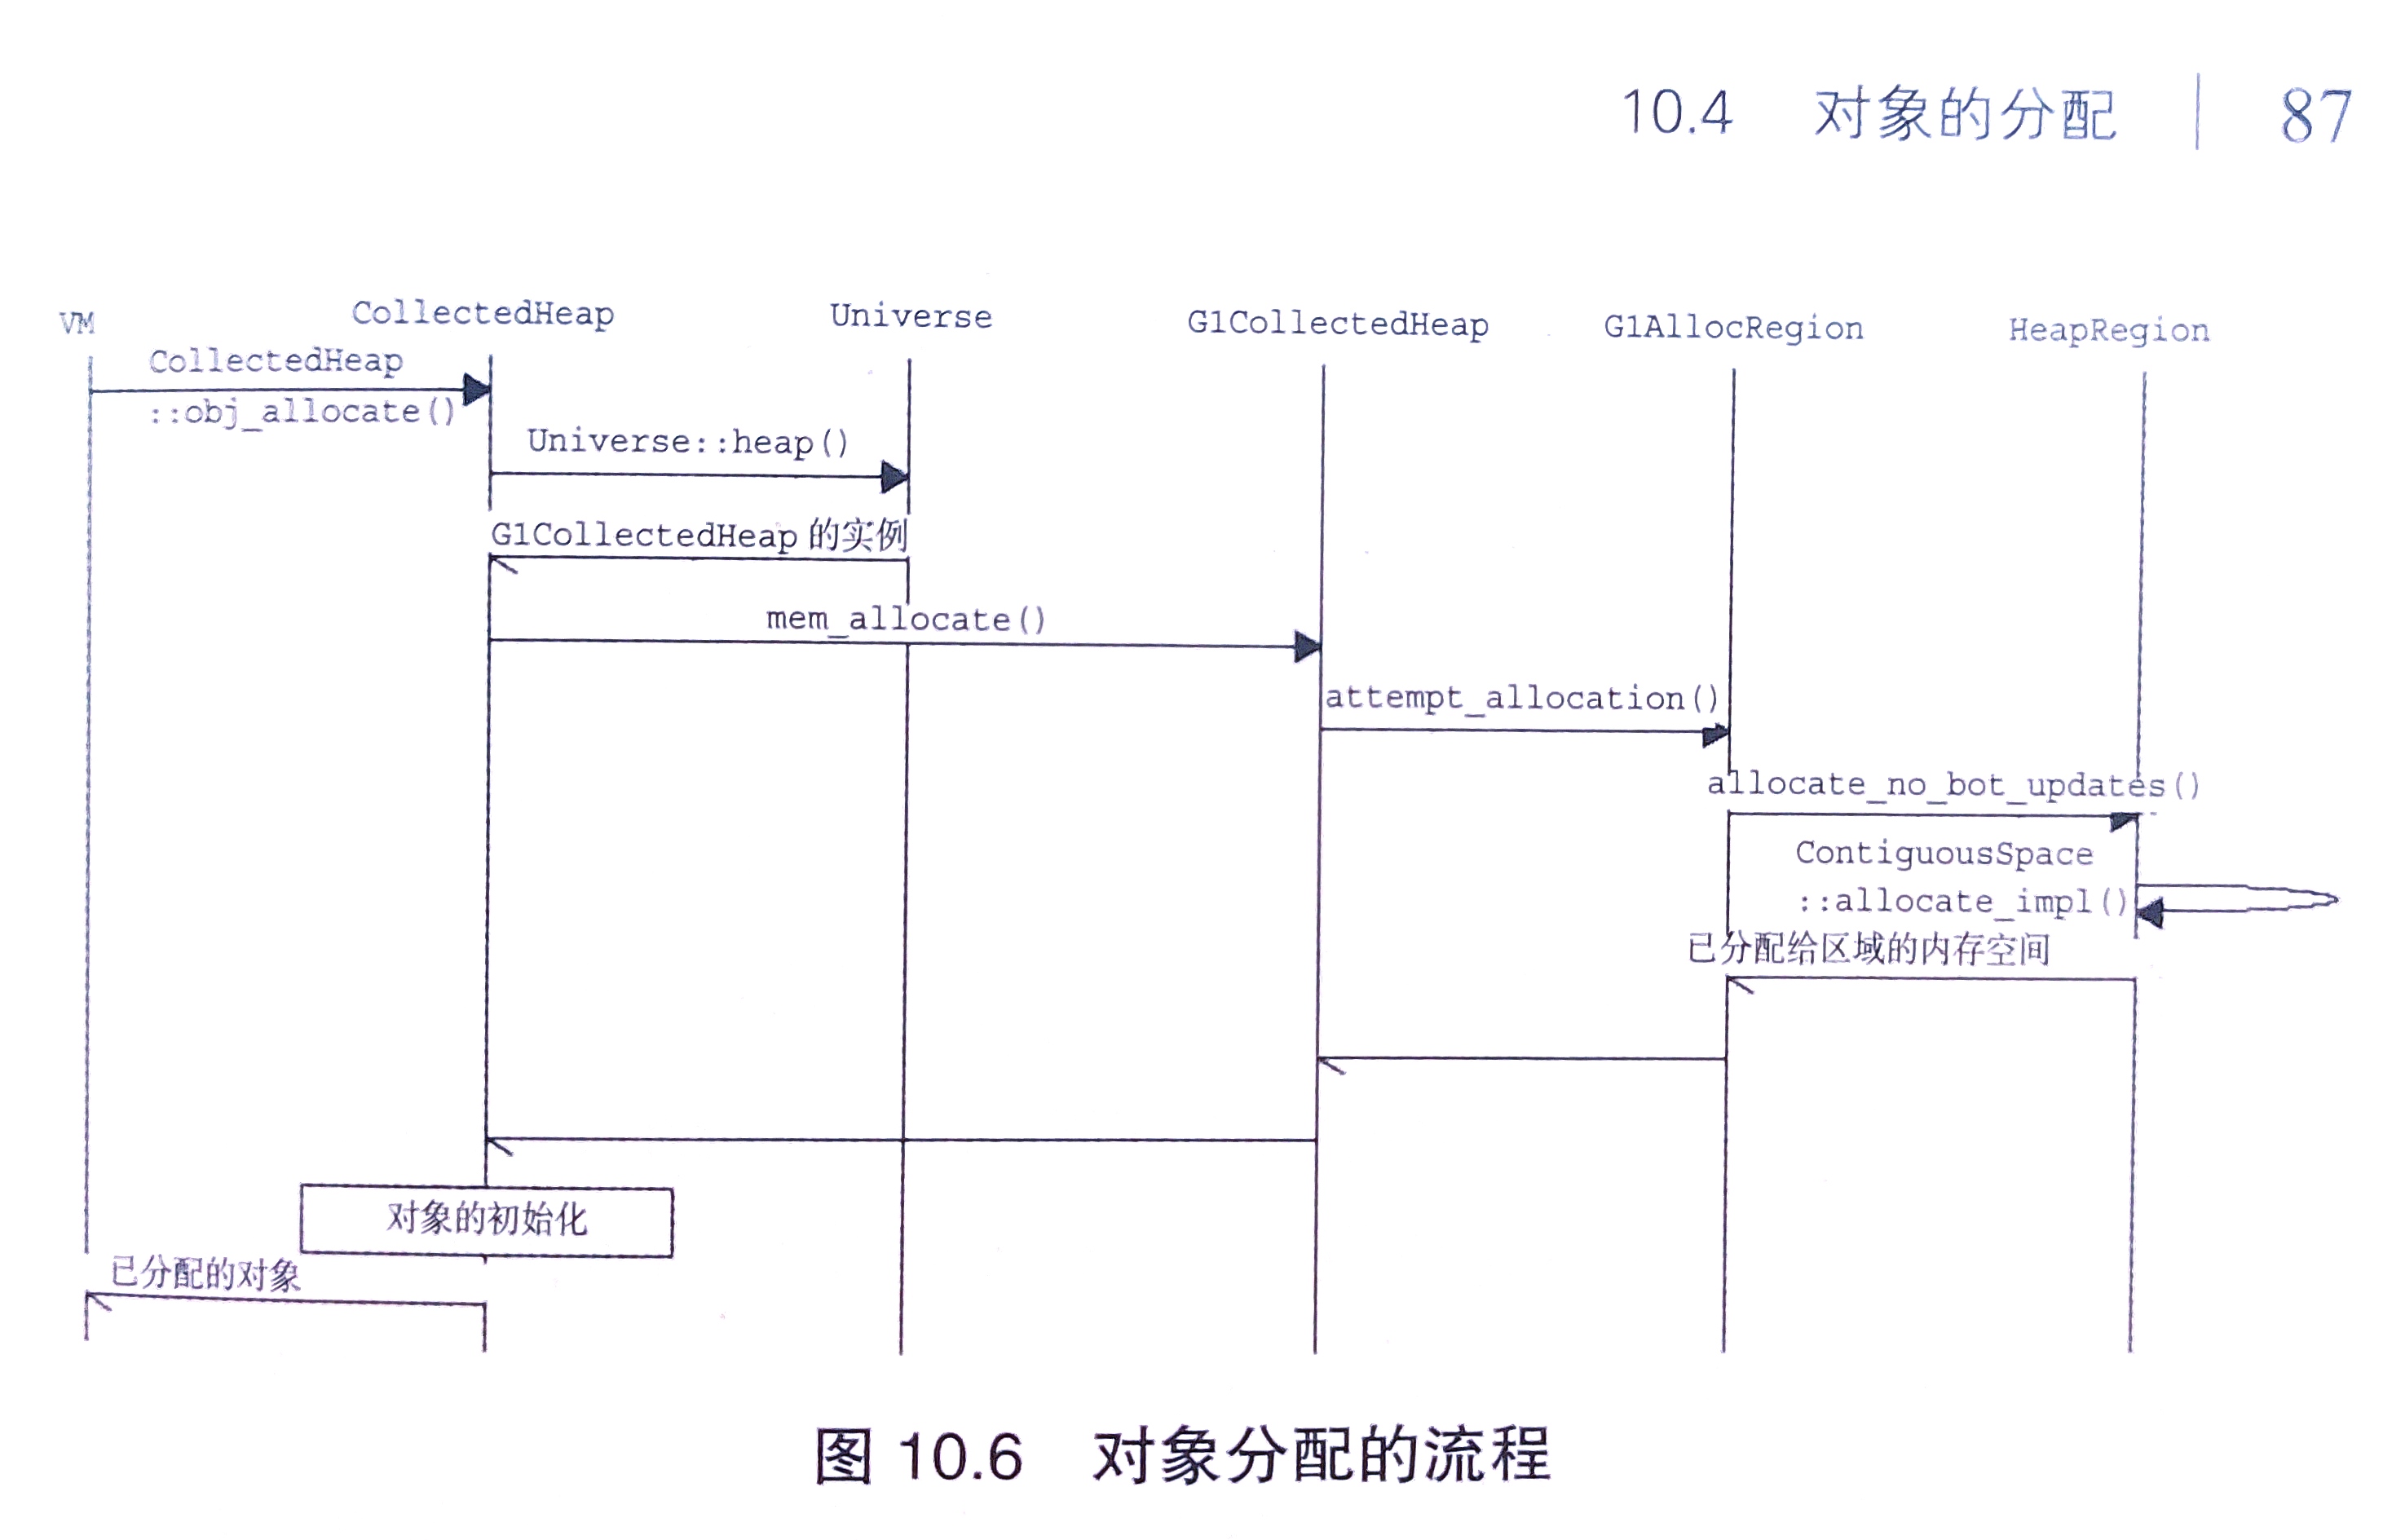 10.4 对象的分配 87
VM CollectedHeap Universe G1CollectedHeap G1AllocRegion HeapRegion
CollectedHeap
::obj_allocate()
Universe::heap()
G1CollectedHeap 的实例
mem_allocate()
attempt_allocation()
allocate_no_bot_updates()
ContiguousSpace
::allocate_impl()
已分配给区域的内存空间
对象的初始化
已分配的对象
图 10.6 对象分配的流程